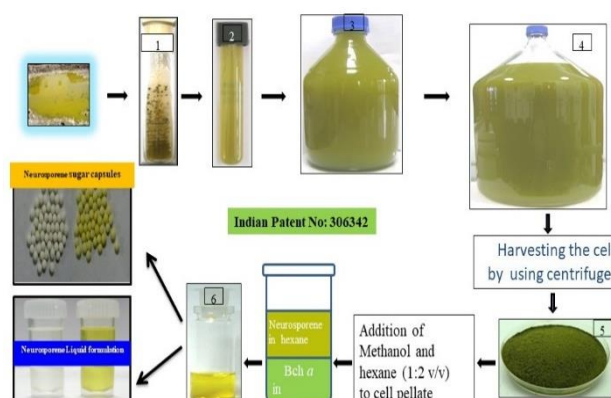 1
2
3
4
Neurosporene sugar capsules
Indian Patent No: 306342
Harvesting the cel
by using centrifuge
5
Addition of
Methanol and
hexane (1:2 v/v)
to cell pellate
Neurosporene
in hexane
Bch a
in
6
Neurosporene Liquid formulation